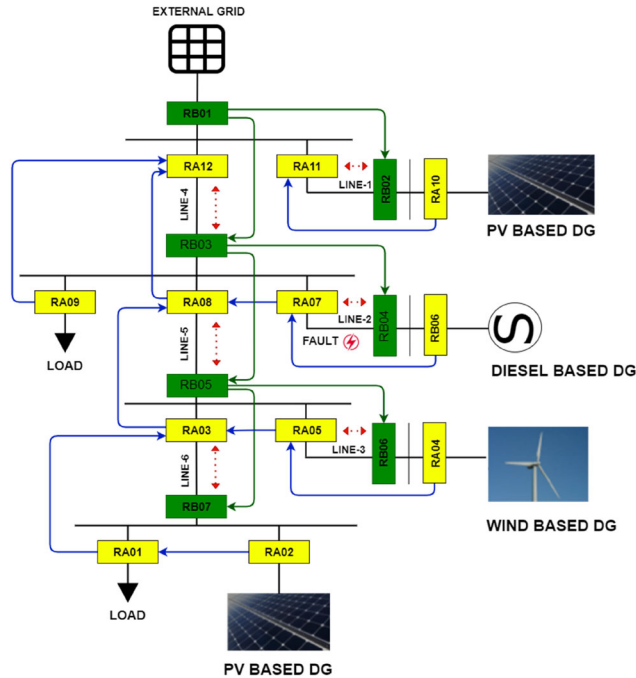 EXTERNAL GRID
RB01
RA12
RA11
LINE-1
RB02
RA10
PV BASED DG
LINE-4
RB03
RA09
RA08
RA07
LINE-2
RB04
RB06
FAULT
LOAD
DIESEL BASED DG
LINE-5
RB05
RA03
RA05
LINE-3
RB06
RA04
LINE-6
RB07
WIND BASED DG
RA01
RA02
LOAD
PV BASED DG